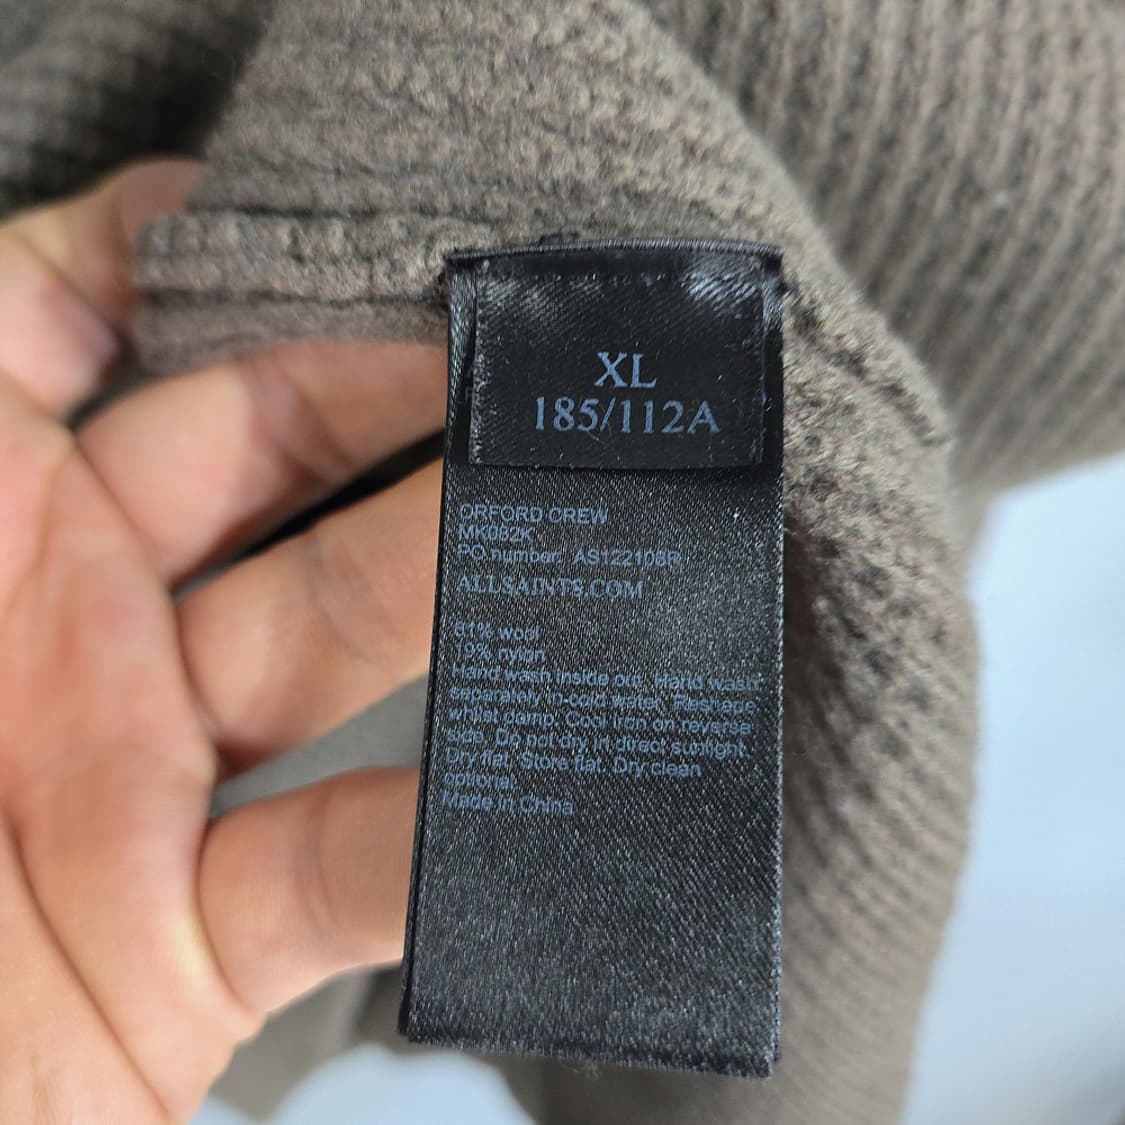 XL
185/112A
ORFORD CREW
MK082K
PO number: AS122106R
ALLSAINTS.COM
81% wool
19% nylon
Hand wash inside out. Hand wash
separately in cold water. Reshape
whilst damp. Cool iron on reverse
side. Do not dry in direct sunlight.
Dry flat. Store flat. Dry clean
optional.
Made in China